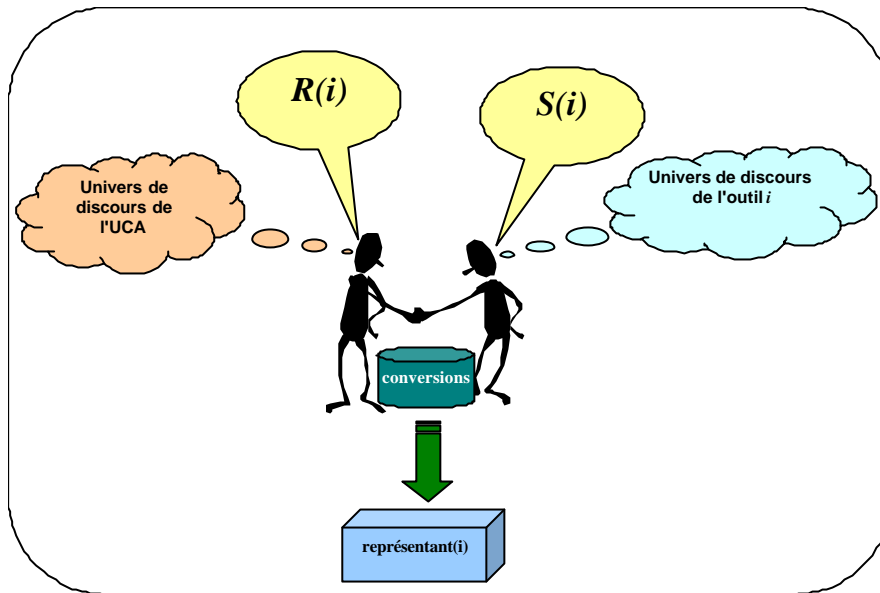 R(i)
S(i)
Univers de
discours de
l'UCA
Univers de discours
de l'outil i
conversions
représentant(i)